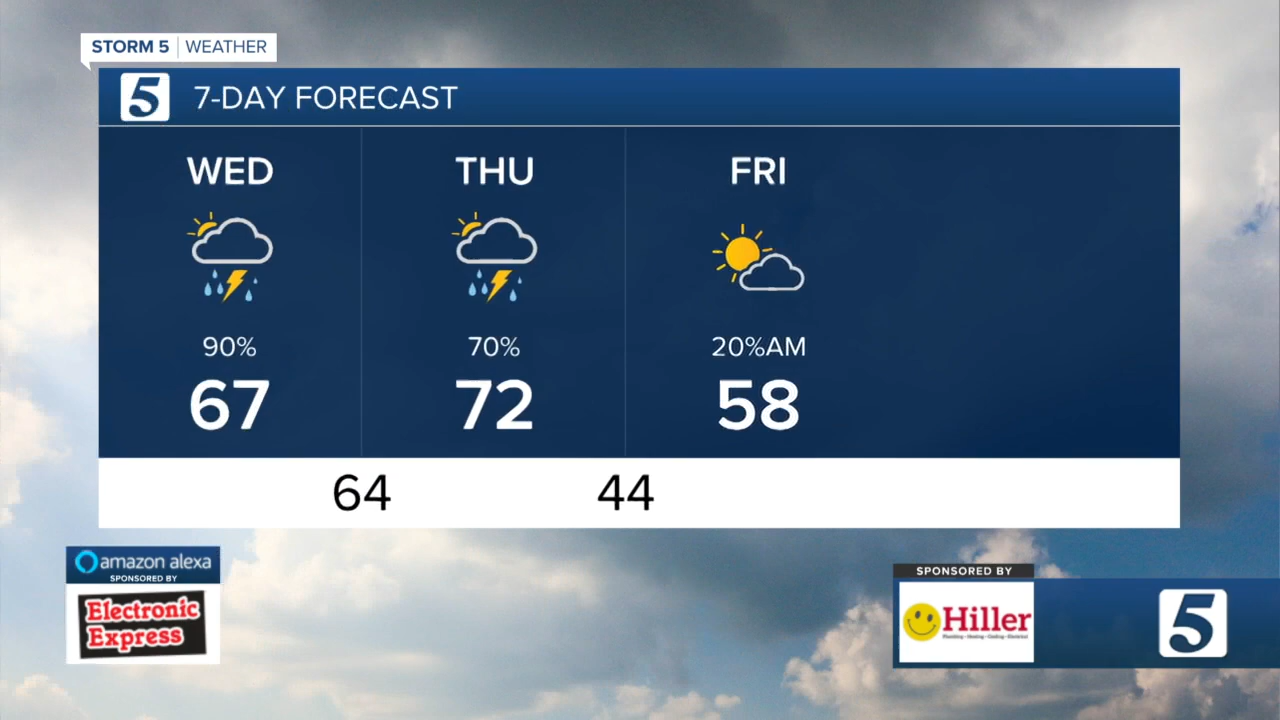 STORM 5 | WEATHER
5 7-DAY FORECAST
WED THU FRI
90% 70% 20%AM
67 72 58
64 44
amazon alexa
SPONSORED BY
Electronic
Express
SPONSORED BY
Hiller
Plumbing • Heating • Cooling • Electrical
5